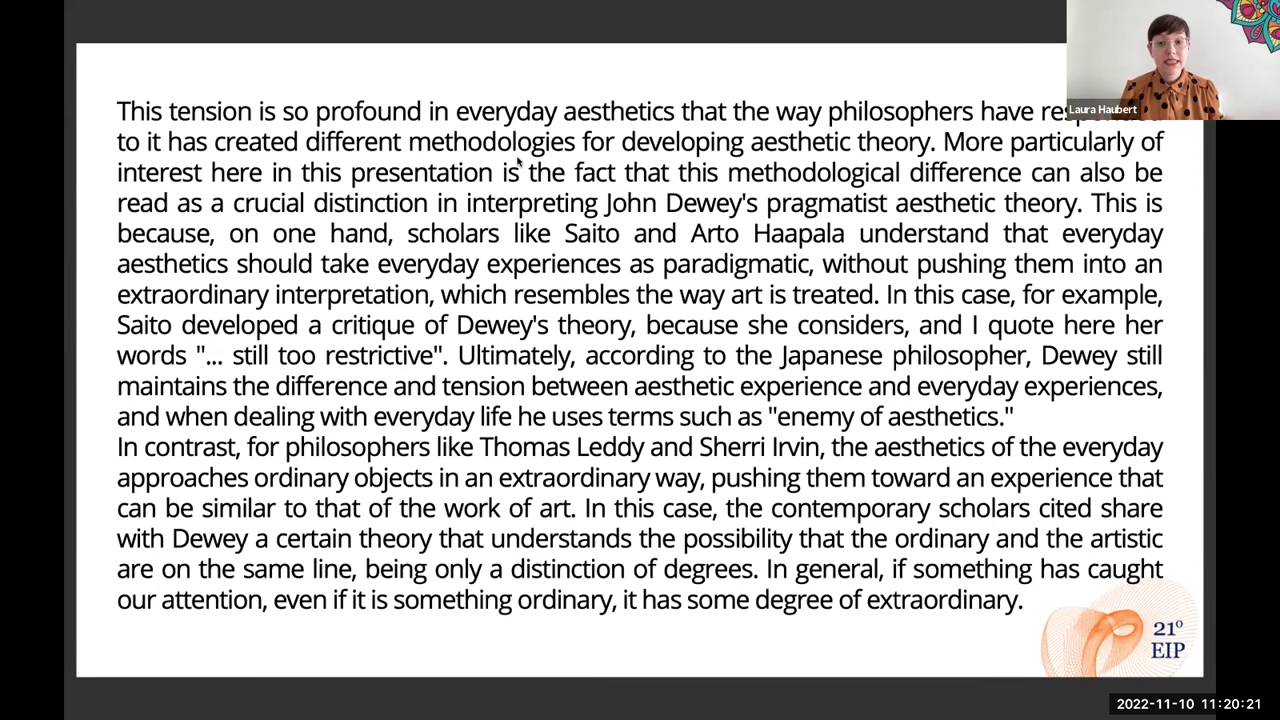 Laura Haubert
This tension is so profound in everyday aesthetics that the way philosophers have
to it has created different methodologies for developing aesthetic theory. More particularly of
interest here in this presentation is the fact that this methodological difference can also be
read as a crucial distinction in interpreting John Dewey's pragmatist aesthetic theory. This is
because, on one hand, scholars like Saito and Arto Haapala understand that everyday
aesthetics should take everyday experiences as paradigmatic, without pushing them into an
extraordinary interpretation, which resembles the way art is treated. In this case, for example,
Saito developed a critique of Dewey's theory, because she considers, and I quote here her
words "... still too restrictive". Ultimately, according to the Japanese philosopher, Dewey still
maintains the difference and tension between aesthetic experience and everyday experiences,
and when dealing with everyday life he uses terms such as "enemy of aesthetics."
In contrast, for philosophers like Thomas Leddy and Sherri Irvin, the aesthetics of the everyday
approaches ordinary objects in an extraordinary way, pushing them toward an experience that
can be similar to that of the work of art. In this case, the contemporary scholars cited share
with Dewey a certain theory that understands the possibility that the ordinary and the artistic
are on the same line, being only a distinction of degrees. In general, if something has caught
our attention, even if it is something ordinary, it has some degree of extraordinary.
21º
EIP
2022-11-10 11:20:21